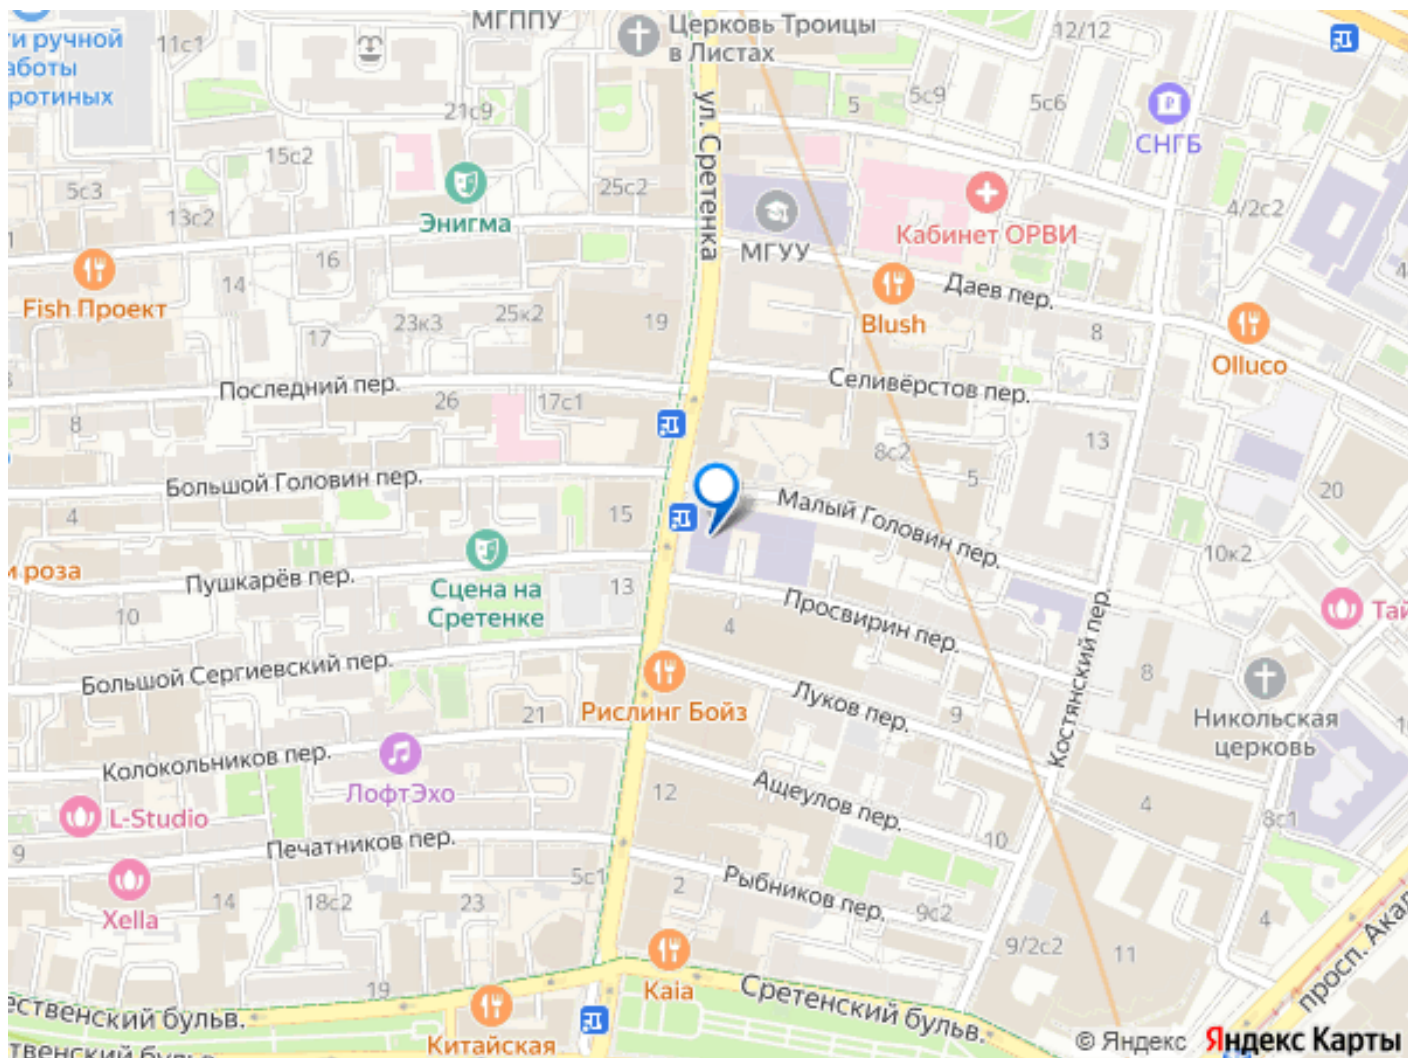 МГППУ
Церковь Троицы
в Листах
12/12
и ручной
аботы
ротиных
11с1
21с9
5
5с9
5с6
СНГБ
15с2
5с3
13с2
Энигма
25с2
ул. Сретенка
МГУУ
Кабинет ОРВИ
4/2с2
Fish Проект
16
14
17
23к3
25к2
19
Blush
Даев пер.
8
Olluco
Последний пер.
26
17с1
Селивёрстов пер.
8
13
8с2
5
20
Большой Головин пер.
4
15
Малый Головин пер.
10к2
и роза
Пушкарёв пер.
Сцена на
Сретенке
13
10
Просвирин пер.
4
Костянский пер.
Тай
Большой Сергиевский пер.
Рислинг Бойз
21
Луков пер.
9
8
Никольская
церковь
Колокольников пер.
ЛофтЭхо
12
Ащеулов пер.
10
4
8с1
L-Studio
9
Печатников пер.
Xella
14
18с2
23
5с1
2
Рыбников пер.
9с2
9/2с2
11
4
19
Kaia
Сретенский бульв.
просп. Акад
ественский бульв.
твенский бульв
Китайская
© Яндекс
Яндекс Карты